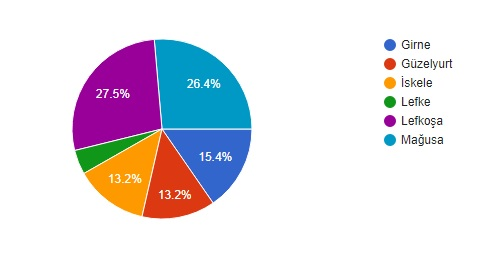 Girne
Güzelyurt
İskele
Lefke
Lefkoşa
Mağusa
26.4%
27.5%
15.4%
13.2%
13.2%